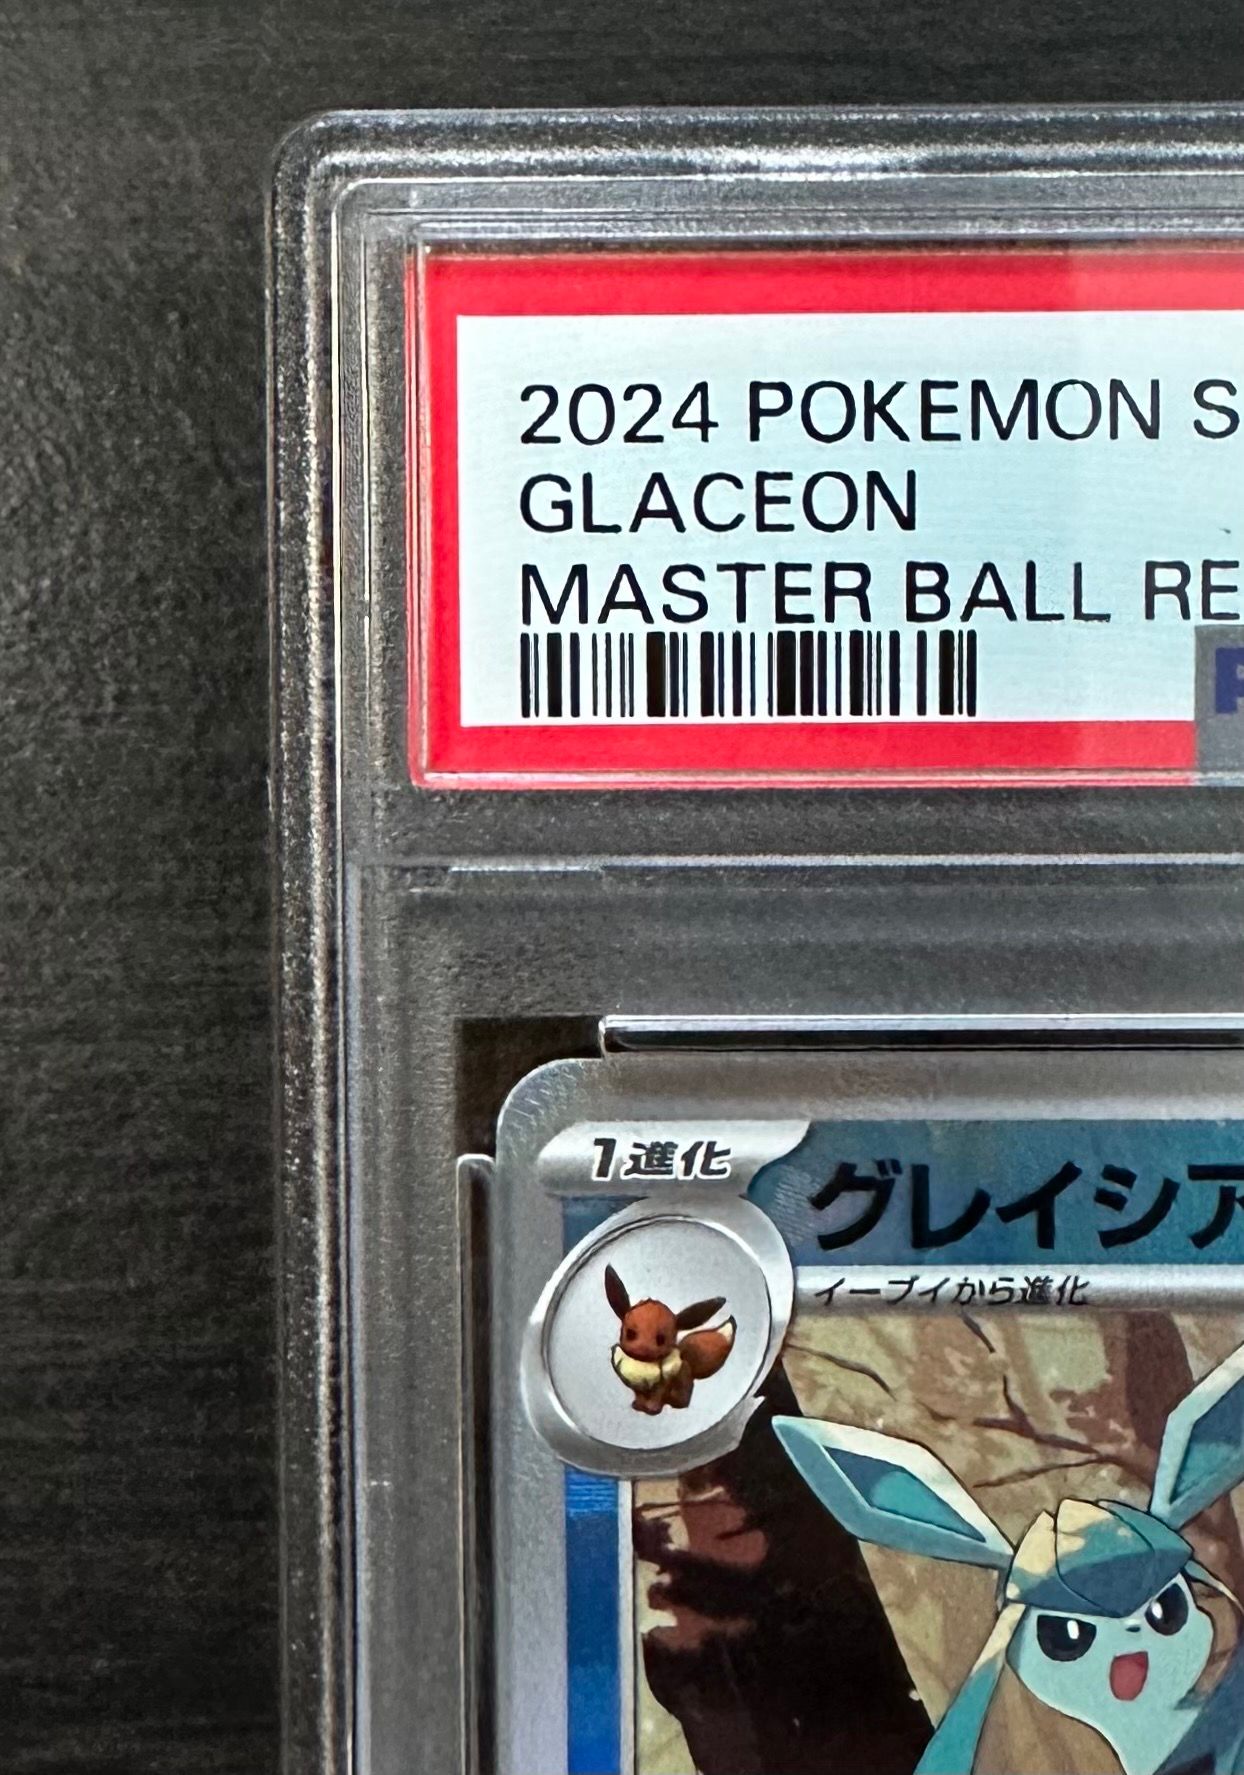 2024 POKEMON S
GLACEON
MASTER BALL RE
1進化
グレイシア
イーブイから進化